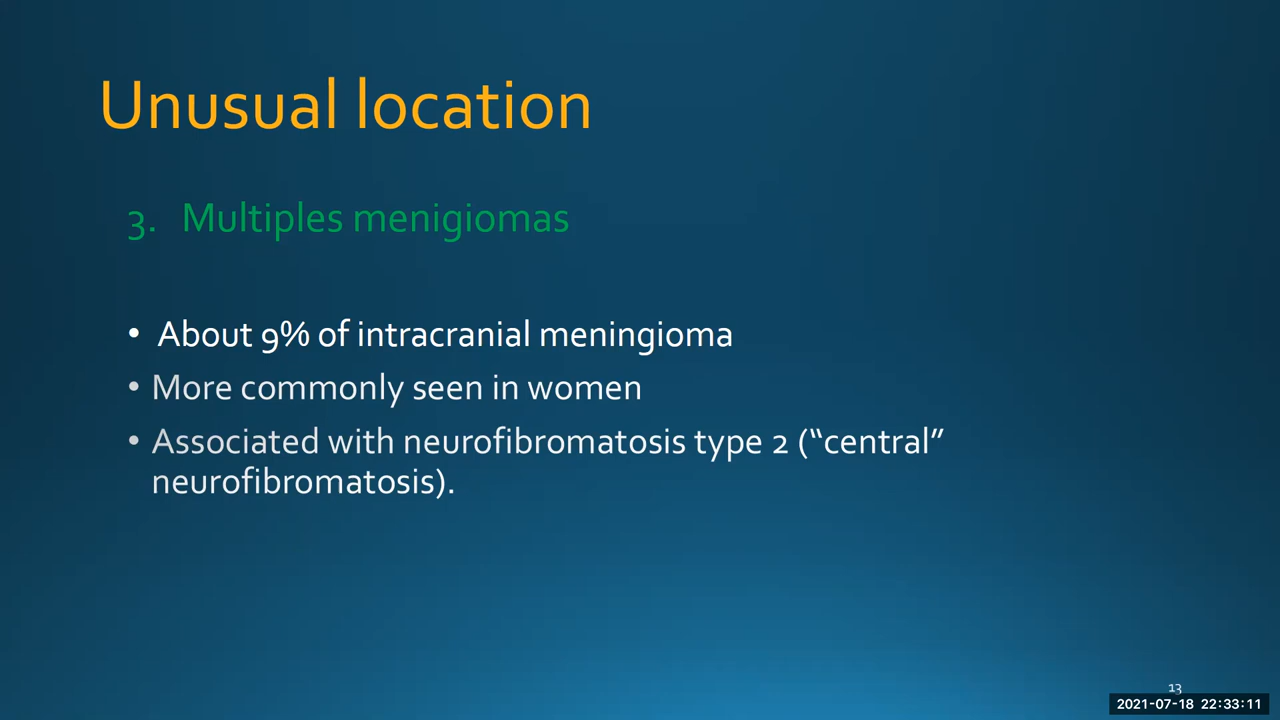 Unusual location
3. Multiples menigiomas
• About 9% of intracranial meningioma
• More commonly seen in women
• Associated with neurofibromatosis type 2 (“central”
neurofibromatosis).
13
2021-07-18 22:33:11